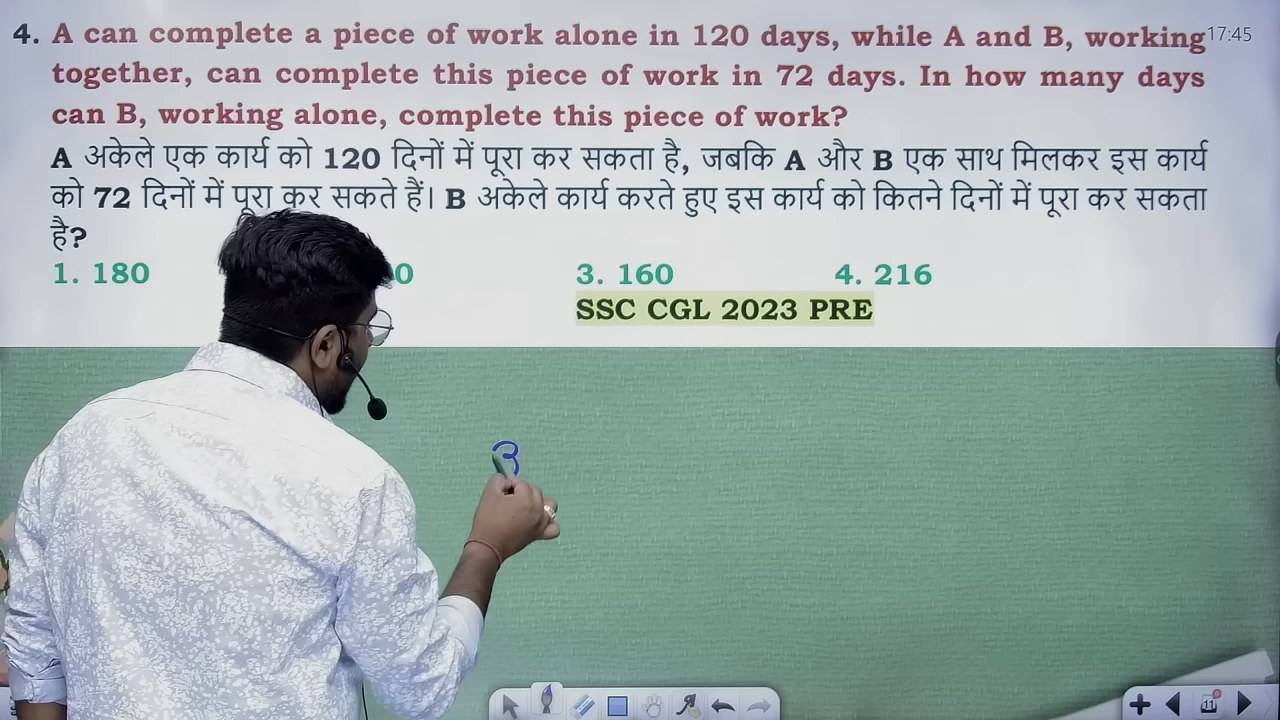 4. A can complete a piece of work alone in 120 days, while A and B, working 17:45
together, can complete this piece of work in 72 days. In how many days
can B, working alone, complete this piece of work?
A अकेले एक कार्य को 120 दिनों में पूरा कर सकता है, जबकि A और B एक साथ मिलकर इस कार्य
को 72 दिनों में पूरा कर सकते हैं। B अकेले कार्य करते हुए इस कार्य को कितने दिनों में पूरा कर सकता
है?
1. 180 0 3. 160 4. 216
SSC CGL 2023 PRE
3
11